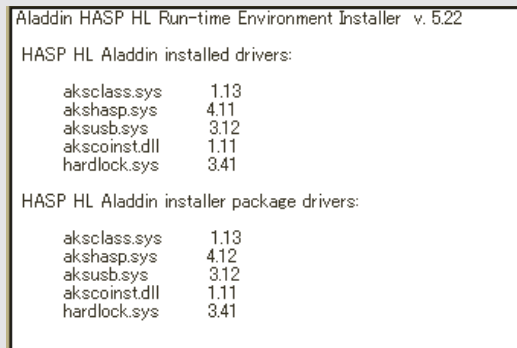 Aladdin HASP HL Run-time Environment Installer v. 5.22
HASP HL Aladdin installed drivers:
aksclass.sys 1.13
akshasp.sys 4.11
aksusb.sys 3.12
akscoinst.dll 1.11
hardlock.sys 3.41
HASP HL Aladdin installer package drivers:
aksclass.sys 1.13
akshasp.sys 4.12
aksusb.sys 3.12
akscoinst.dll 1.11
hardlock.sys 3.41